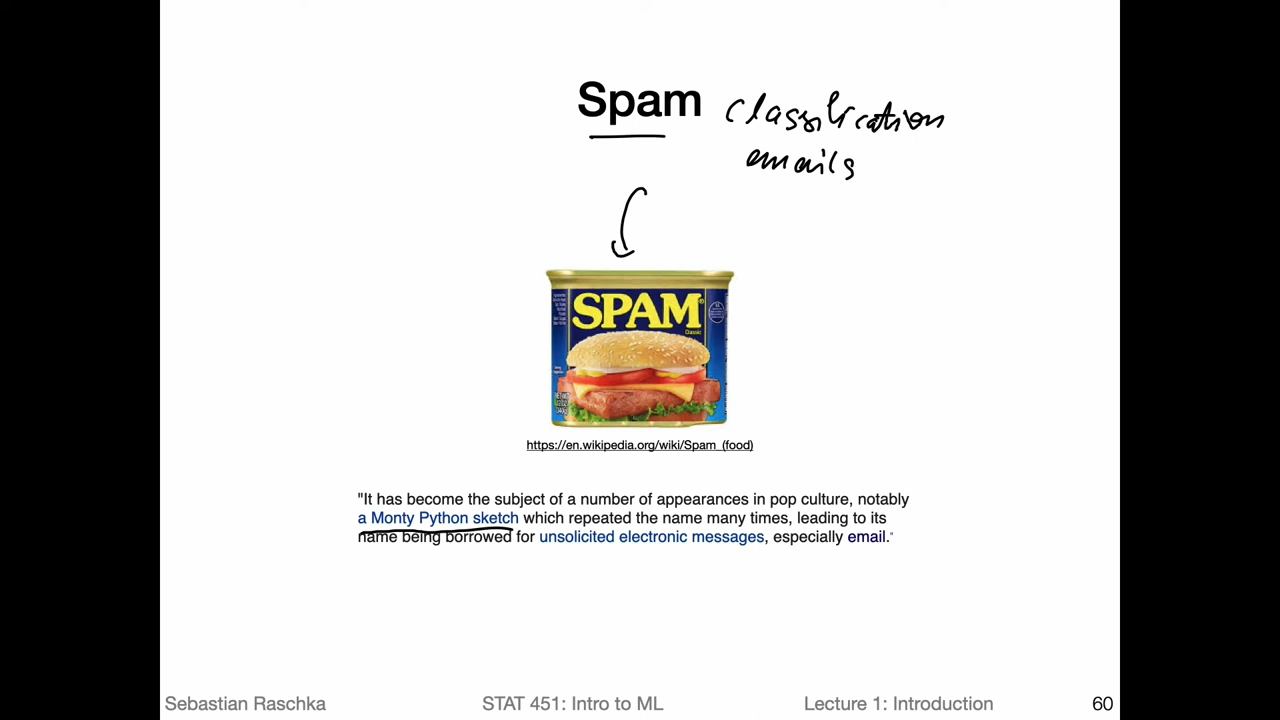 Spam classification
emails
SPAM
Classic
https://en.wikipedia.org/wiki/Spam_(food)
"It has become the subject of a number of appearances in pop culture, notably
a Monty Python sketch which repeated the name many times, leading to its
name being borrowed for unsolicited electronic messages, especially email."
Sebastian Raschka STAT 451: Intro to ML Lecture 1: Introduction 60